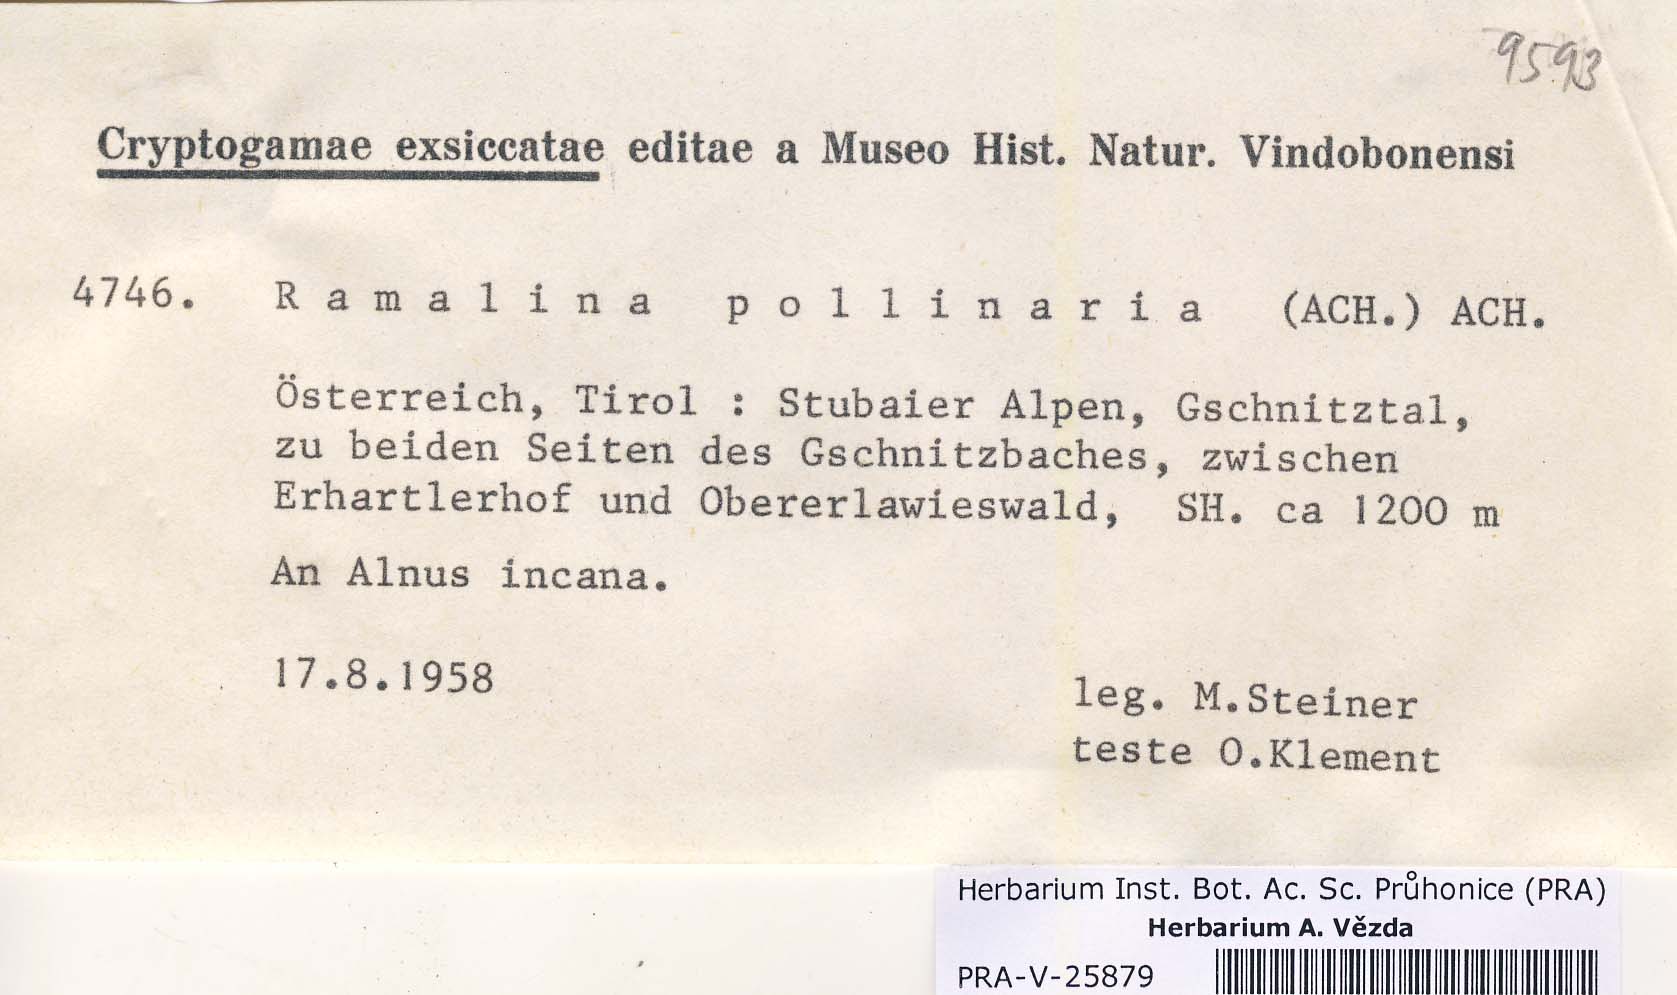 9593
Cryptogamae exsiccatae editae a Museo Hist. Natur. Vindobonensi
4746. Ramalina pollinaria (ACH.) ACH.
Österreich, Tirol : Stubaier Alpen, Gschnitztal,
zu beiden Seiten des Gschnitzbaches, zwischen
Erhartlerhof und Obererlawieswald, SH. ca 1200 m
An Alnus incana.
17.8.1958
leg. M.Steiner
teste O.Klement
Herbarium Inst. Bot. Ac. Sc. Průhonice (PRA)
Herbarium A. Vězda
PRA-V-25879